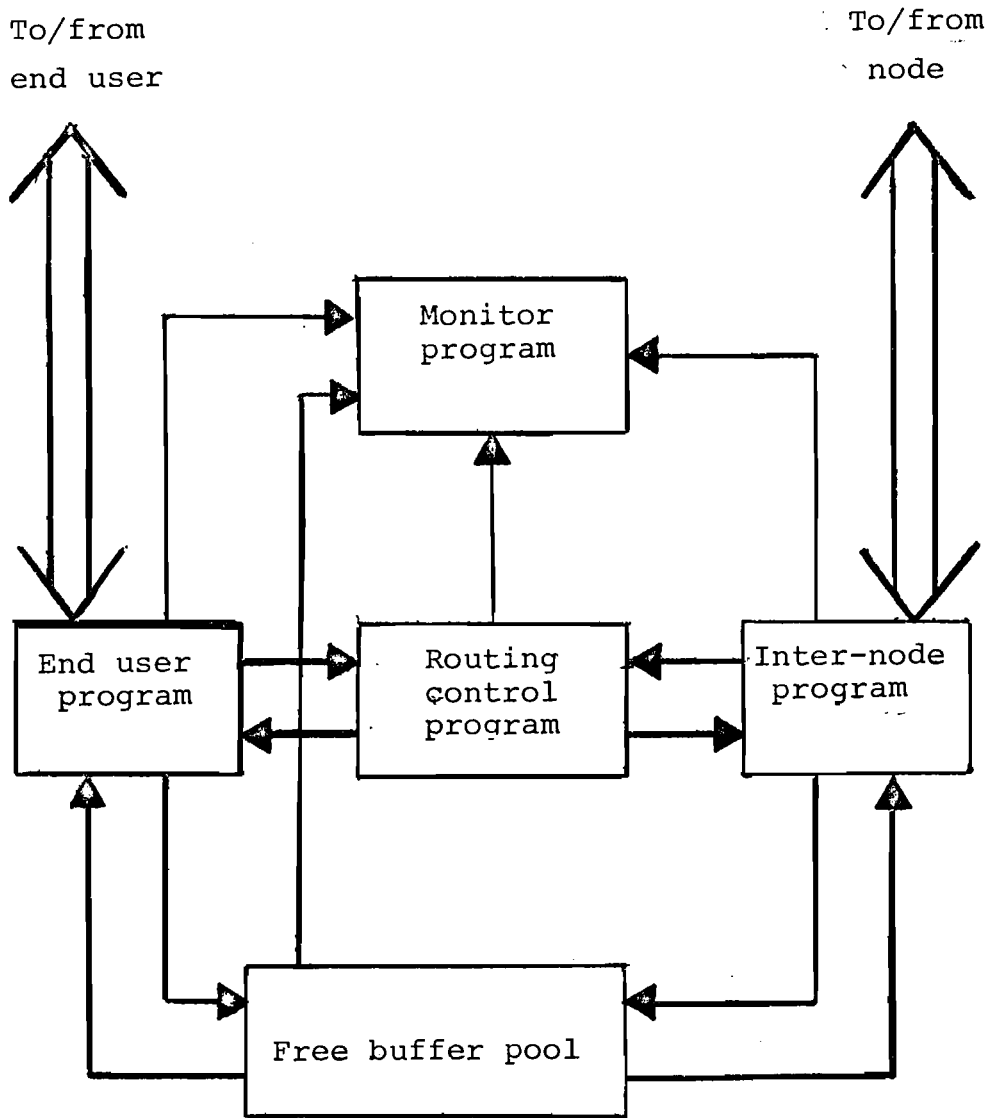 To/from
end user
To/from
node
Monitor
program
End user
program
Routing
control
program
Inter-node
program
Free buffer pool